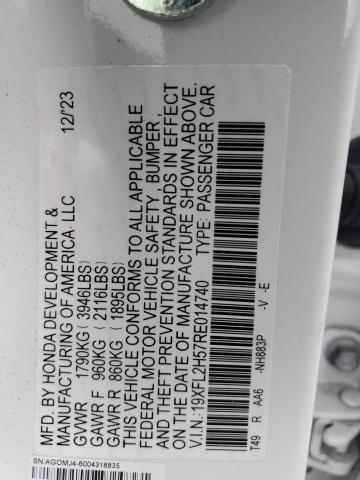 MFD. BY HONDA DEVELOPMENT &
MANUFACTURING OF AMERICA, LLC 12/'23
GVWR 1790KG (3946LBS)
GAWR F 960KG (2116LBS)
GAWR R 860KG (1895LBS)
THIS VEHICLE CONFORMS TO ALL APPLICABLE
FEDERAL MOTOR VEHICLE SAFETY, BUMPER,
AND THEFT PREVENTION STANDARDS IN EFFECT
ON THE DATE OF MANUFACTURE SHOWN ABOVE.
V.I.N.:19XFL2H57RE014740 TYPE: PASSENGER CAR
T49 R AA6 -NH883P -V -E
SN:AGOMJ4-6004318835